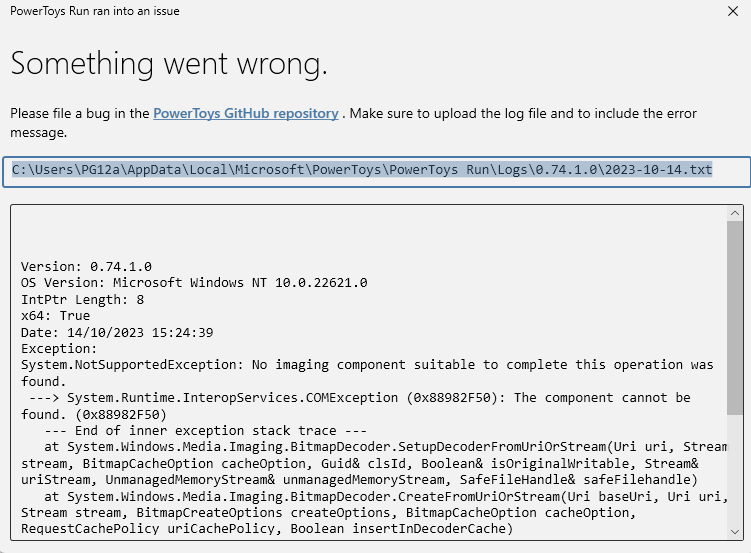 PowerToys Run ran into an issue
Something went wrong.
Please file a bug in the PowerToys GitHub repository . Make sure to upload the log file and to include the error
message.
C:\Users\PG12a\AppData\Local\Microsoft\PowerToys\PowerToys Run\Logs\0.74.1.0\2023-10-14.txt
Version: 0.74.1.0
OS Version: Microsoft Windows NT 10.0.22621.0
IntPtr Length: 8
x64: True
Date: 14/10/2023 15:24:39
Exception:
System.NotSupportedException: No imaging component suitable to complete this operation was
found.
---> System.Runtime.InteropServices.COMException (0x88982F50): The component cannot be
found. (0x88982F50)
--- End of inner exception stack trace ---
at System.Windows.Media.Imaging.BitmapDecoder.SetupDecoderFromUriOrStream(Uri uri, Stream
stream, BitmapCacheOption cacheOption, Guid& clsId, Boolean& isOriginalWritable, Stream&
uriStream, UnmanagedMemoryStream& unmanagedMemoryStream, SafeFileHandle& safeFilehandle)
at System.Windows.Media.Imaging.BitmapDecoder.CreateFromUriOrStream(Uri baseUri, Uri uri,
Stream stream, BitmapCreateOptions createOptions, BitmapCacheOption cacheOption,
RequestCachePolicy uriCachePolicy, Boolean insertInDecoderCache)